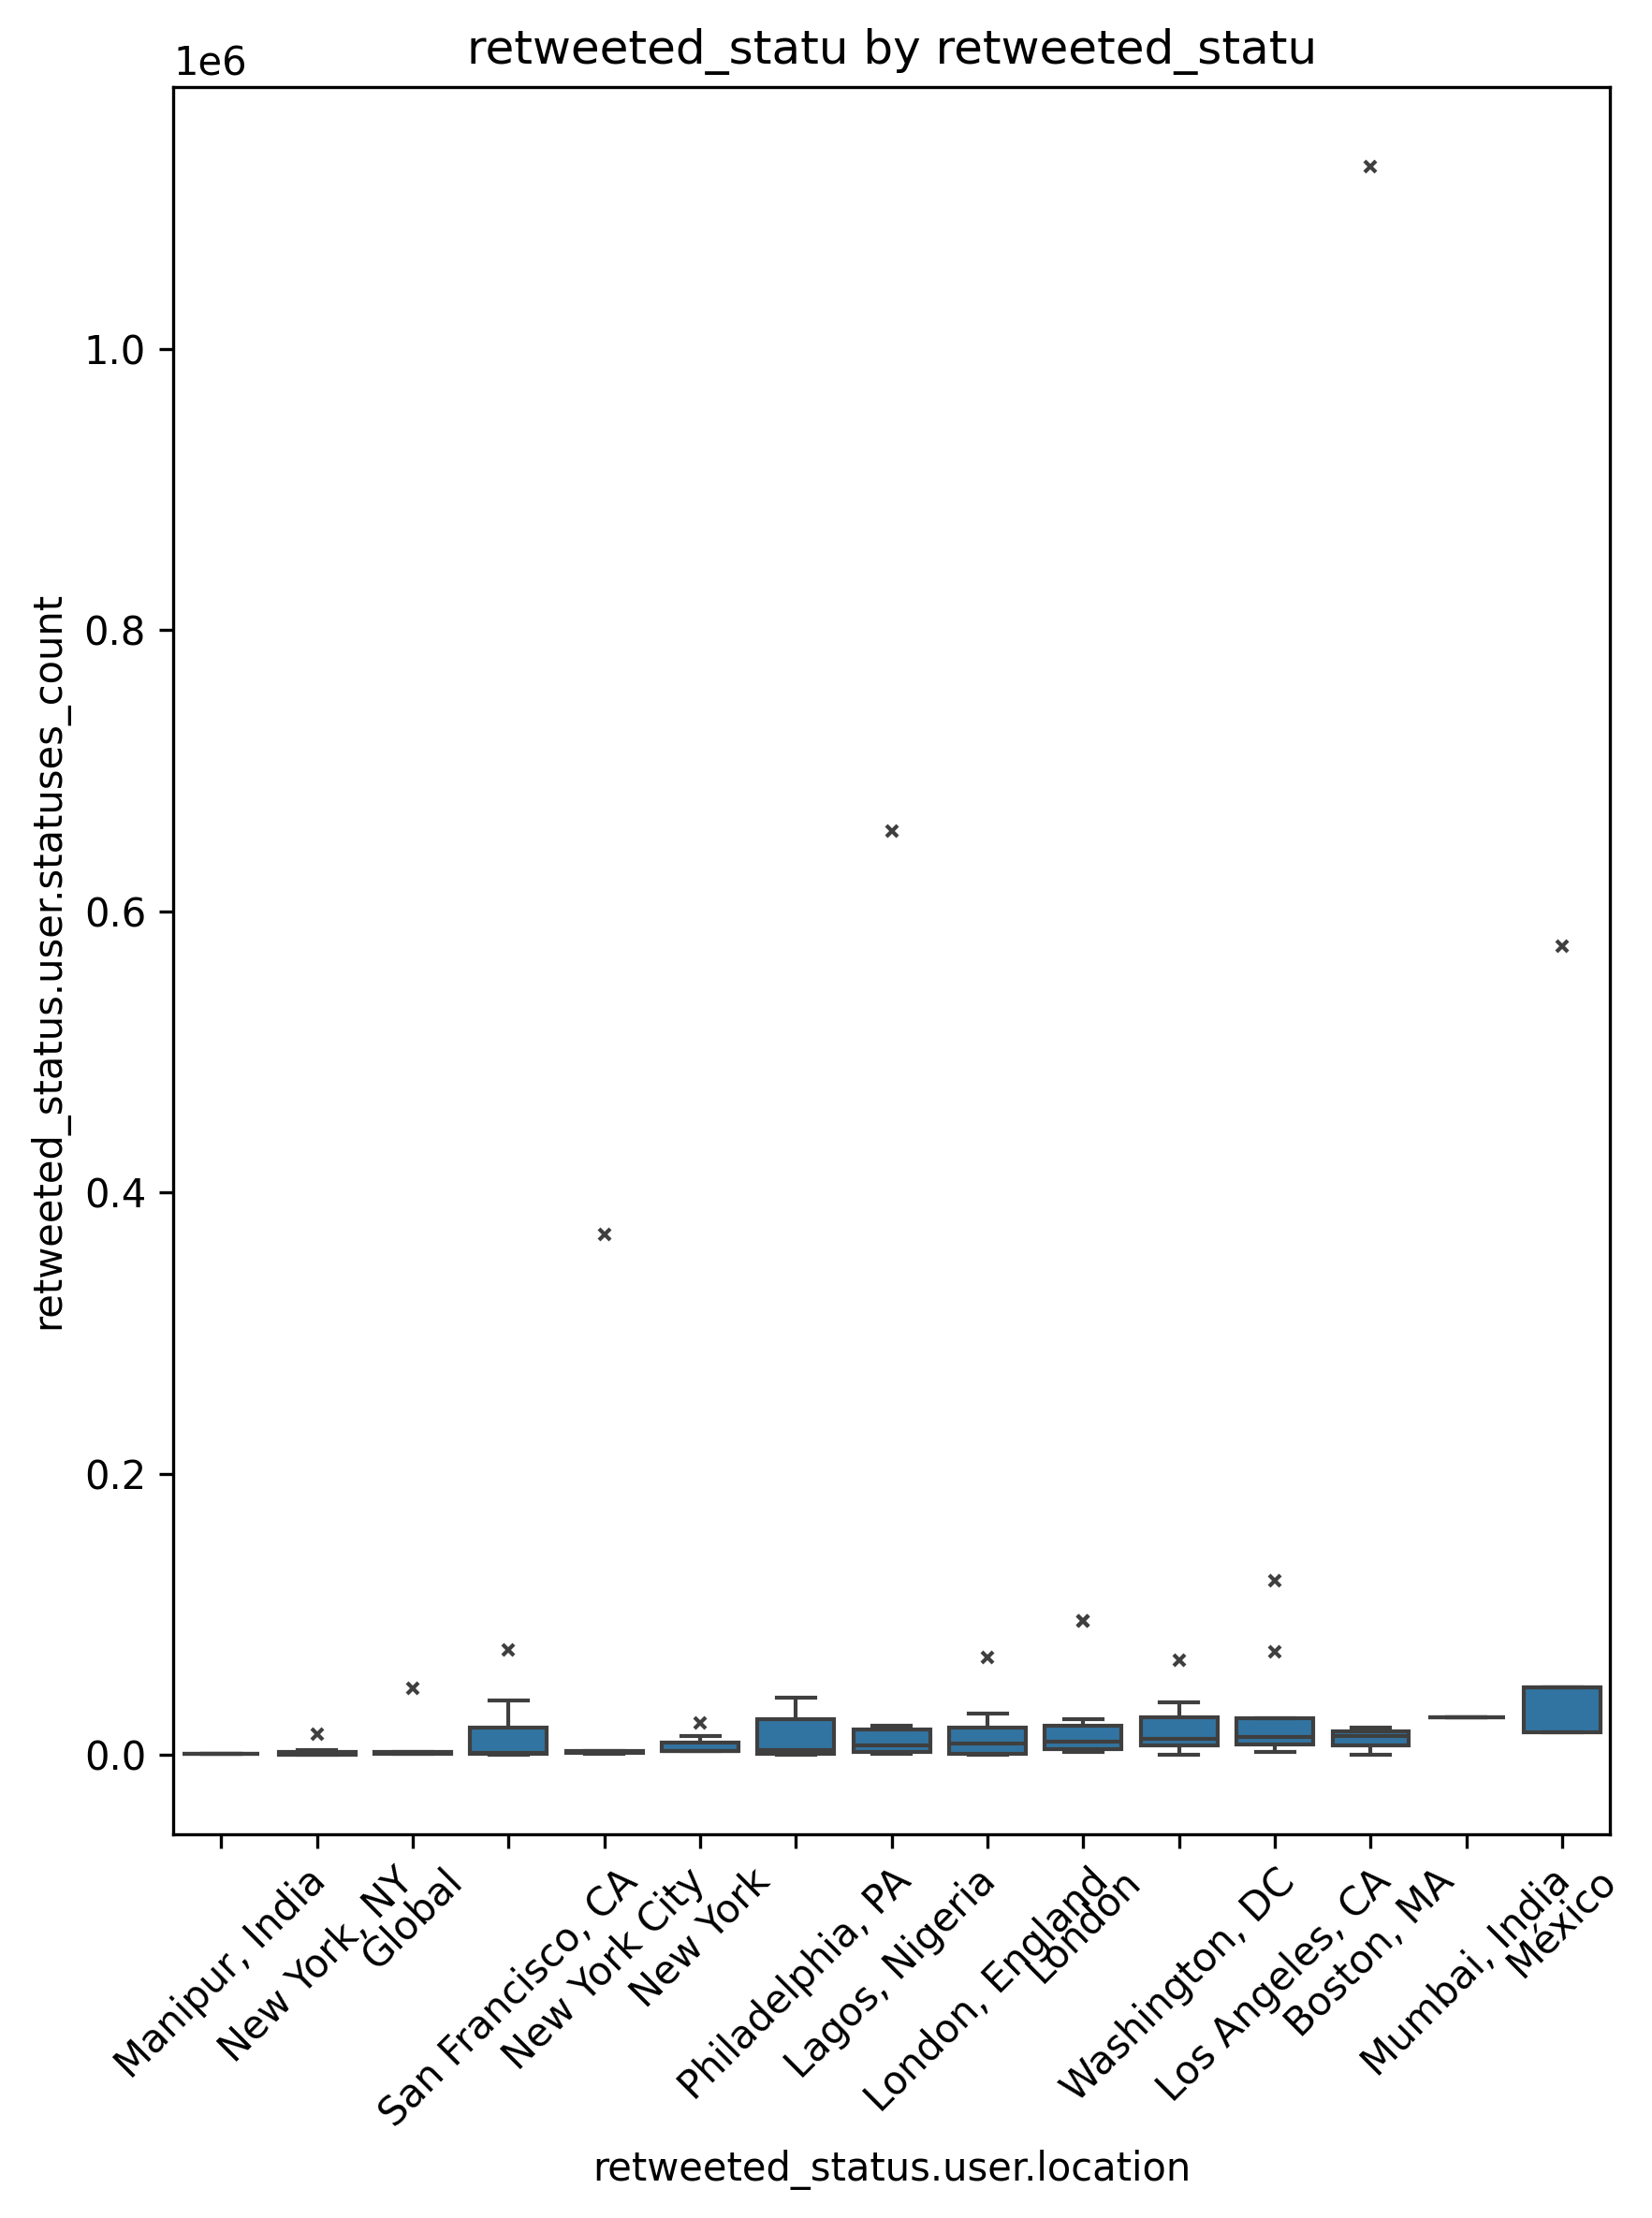 retweeted_statu by retweeted_statu
1e6
1.0
0.8
0.6
0.4
0.2
0.0
retweeted_status.user.statuses_count
Manipur, India
New York, NY
Global
San Francisco, CA
New York City
New York
Philadelphia, PA
Lagos, Nigeria
London, England
London
Washington, DC
Los Angeles, CA
Boston, MA
Mumbai, India
México
retweeted_status.user.location